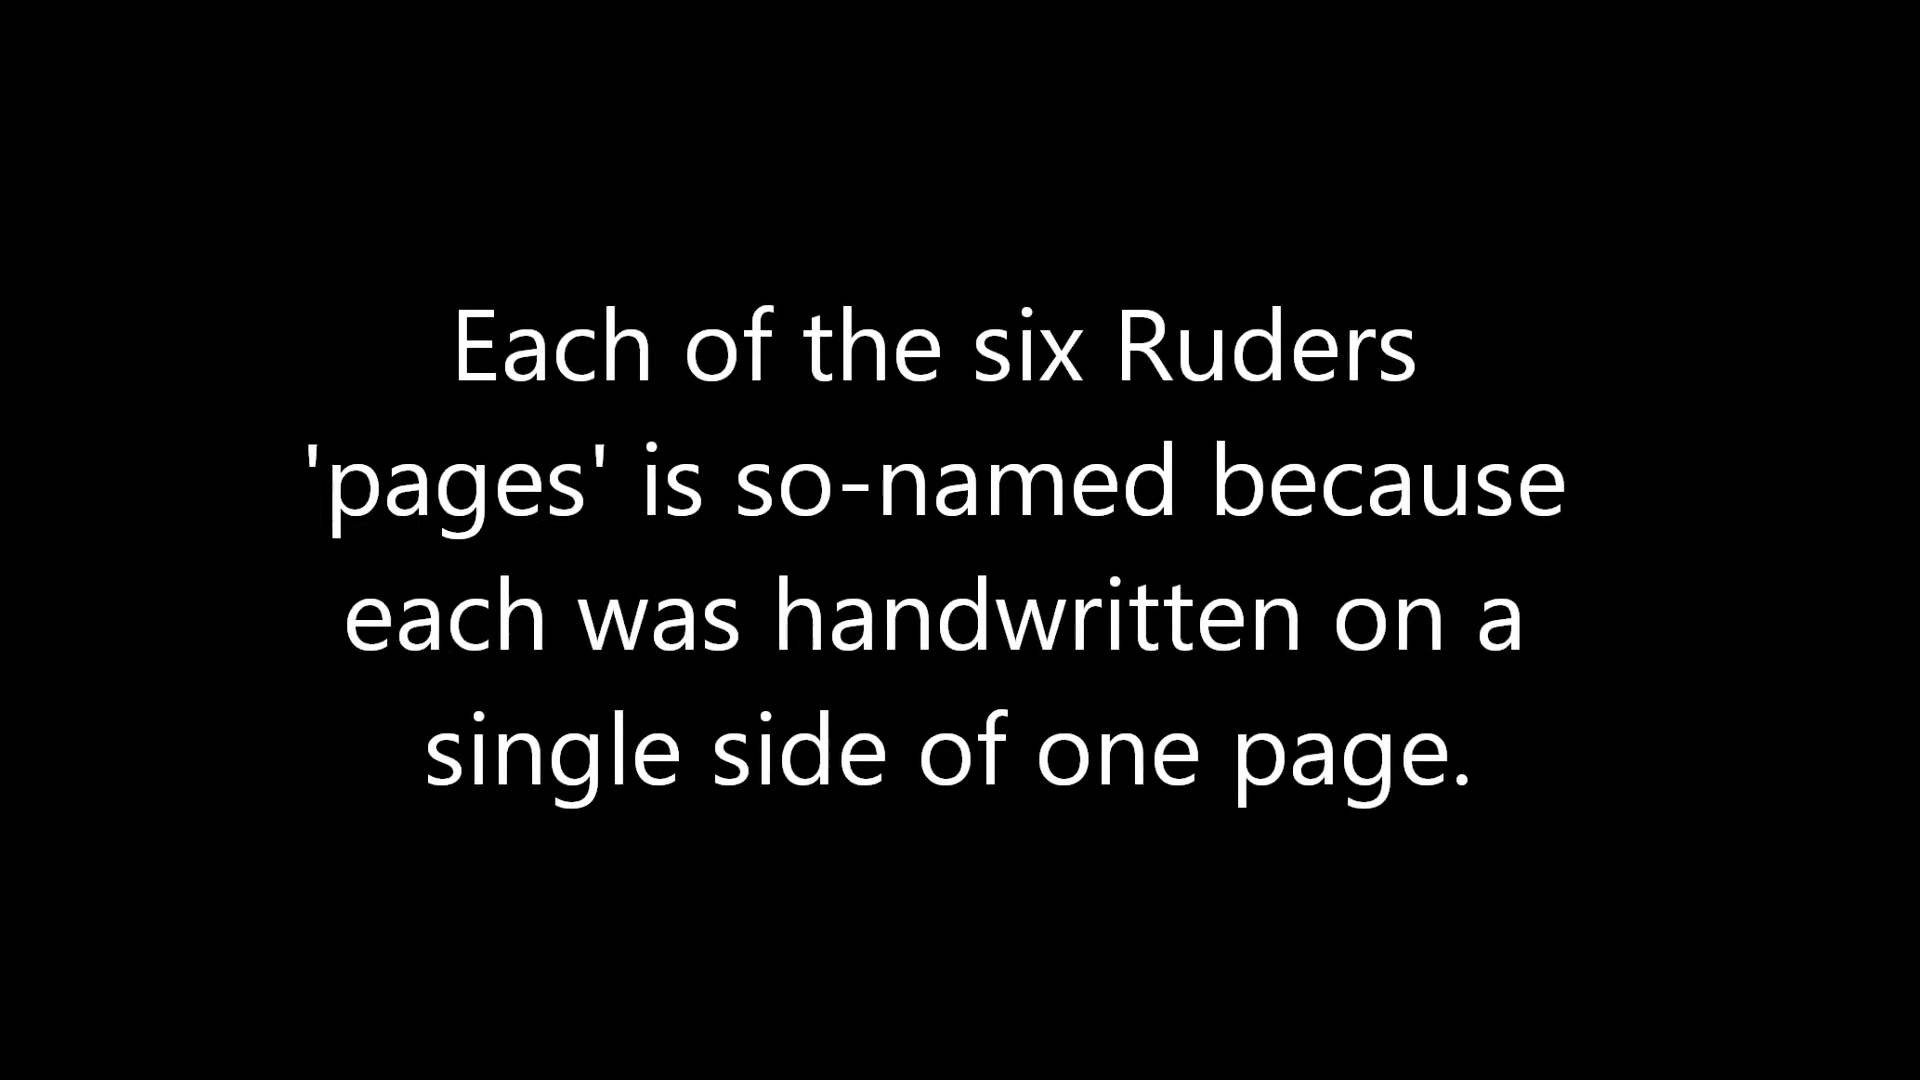 Each of the six Ruders
'pages' is so-named because
each was handwritten on a
single side of one page.